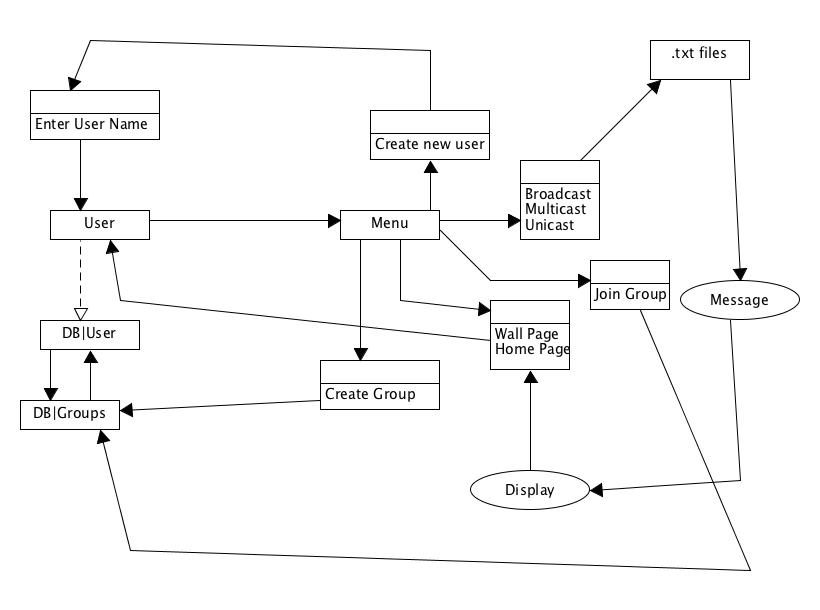 .txt files
Enter User Name
Create new user
Broadcast
Multicast
Unicast
User
Menu
Join Group
Message
DB|User
Wall Page
Home Page
Create Group
DB|Groups
Display